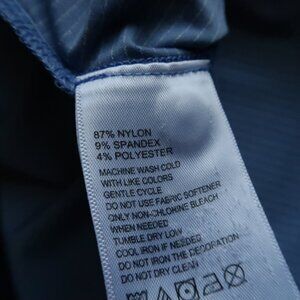 87% NYLON
9% SPANDEX
4% POLYESTER
MACHINE WASH COLD
WITH LIKE COLORS
GENTLE CYCLE
DO NOT USE FABRIC SOFTENER
ONLY NON-CHLORINE BLEACH
WHEN NEEDED
TUMBLE DRY LOW
COOL IRON IF NEEDED
DO NOT IRON THE DECORATION
DO NOT DRY CLEAN